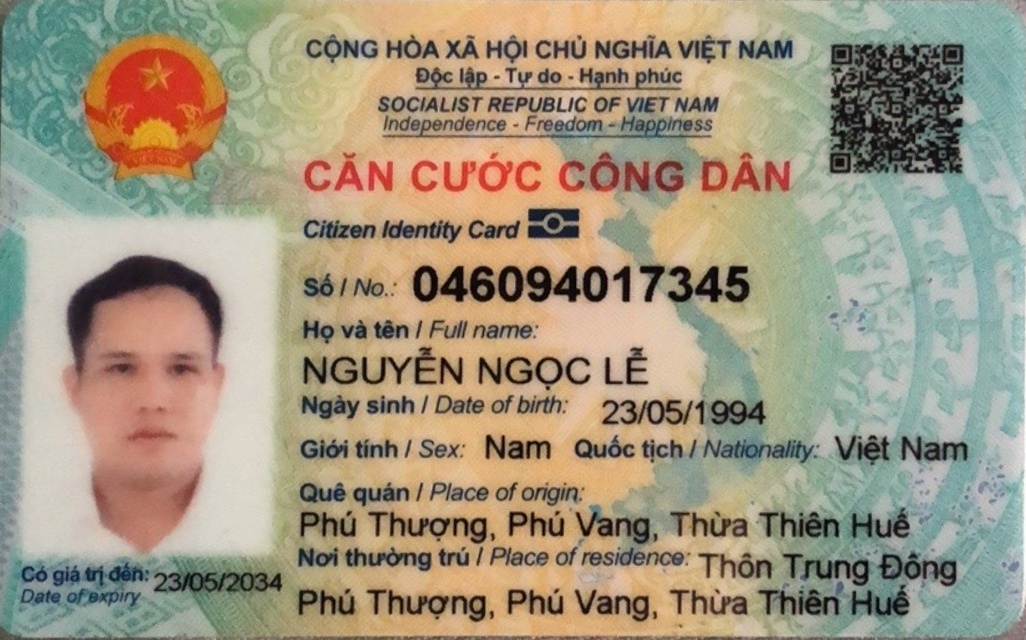 CỘNG HÒA XÃ HỘI CHỦ NGHĨA VIỆT NAM
Độc lập - Tự do - Hạnh phúc
SOCIALIST REPUBLIC OF VIET NAM
Independence - Freedom - Happiness
CĂN CƯỚC CÔNG DÂN
Citizen Identity Card
Số / No.: 046094017345
Họ và tên / Full name:
NGUYỄN NGỌC LỄ
Ngày sinh / Date of birth: 23/05/1994
Giới tính / Sex: Nam Quốc tịch / Nationality: Việt Nam
Quê quán / Place of origin:
Phú Thượng, Phú Vang, Thừa Thiên Huế
Nơi thường trú / Place of residence: Thôn Trung Đông
Phú Thượng, Phú Vang, Thừa Thiên Huế
Có giá trị đến: 23/05/2034
Date of expiry